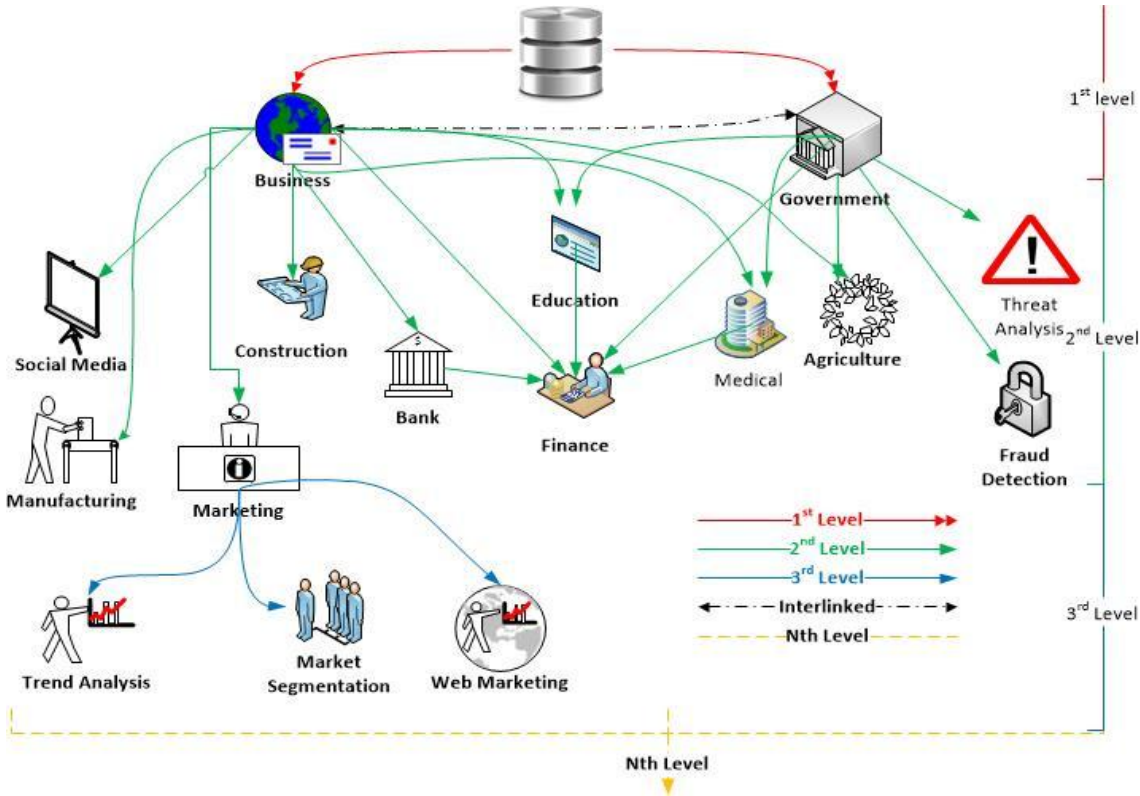 1st level
Business
Government
Social Media
Construction
Education
Medical
Agriculture
Threat
Analysis
2nd Level
Bank
$
Finance
Fraud
Detection
Manufacturing
i
Marketing
1st Level
2nd Level
3rd Level
Interlinked
Nth Level
3rd Level
Trend Analysis
Market
Segmentation
Web Marketing
Nth Level